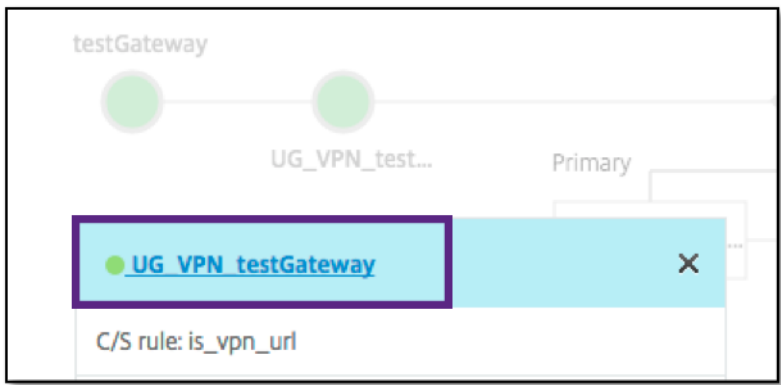 testGateway
UG_VPN_test...
Primary
...
UG_VPN_testGateway
C/S rule: is_vpn_url